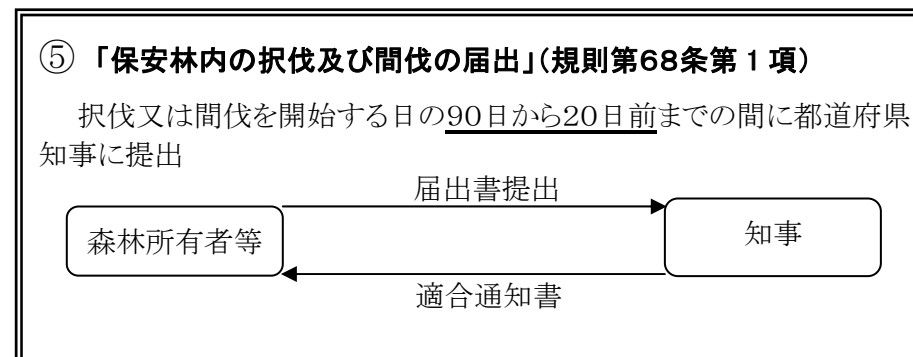 ⑤「保安林内の択伐及び間伐の届出」（規則第68条第１項）
択伐又は間伐を開始する日の90日から20日前までの間に都道府県
知事に提出
届出書提出
森林所有者等
知事
適合通知書